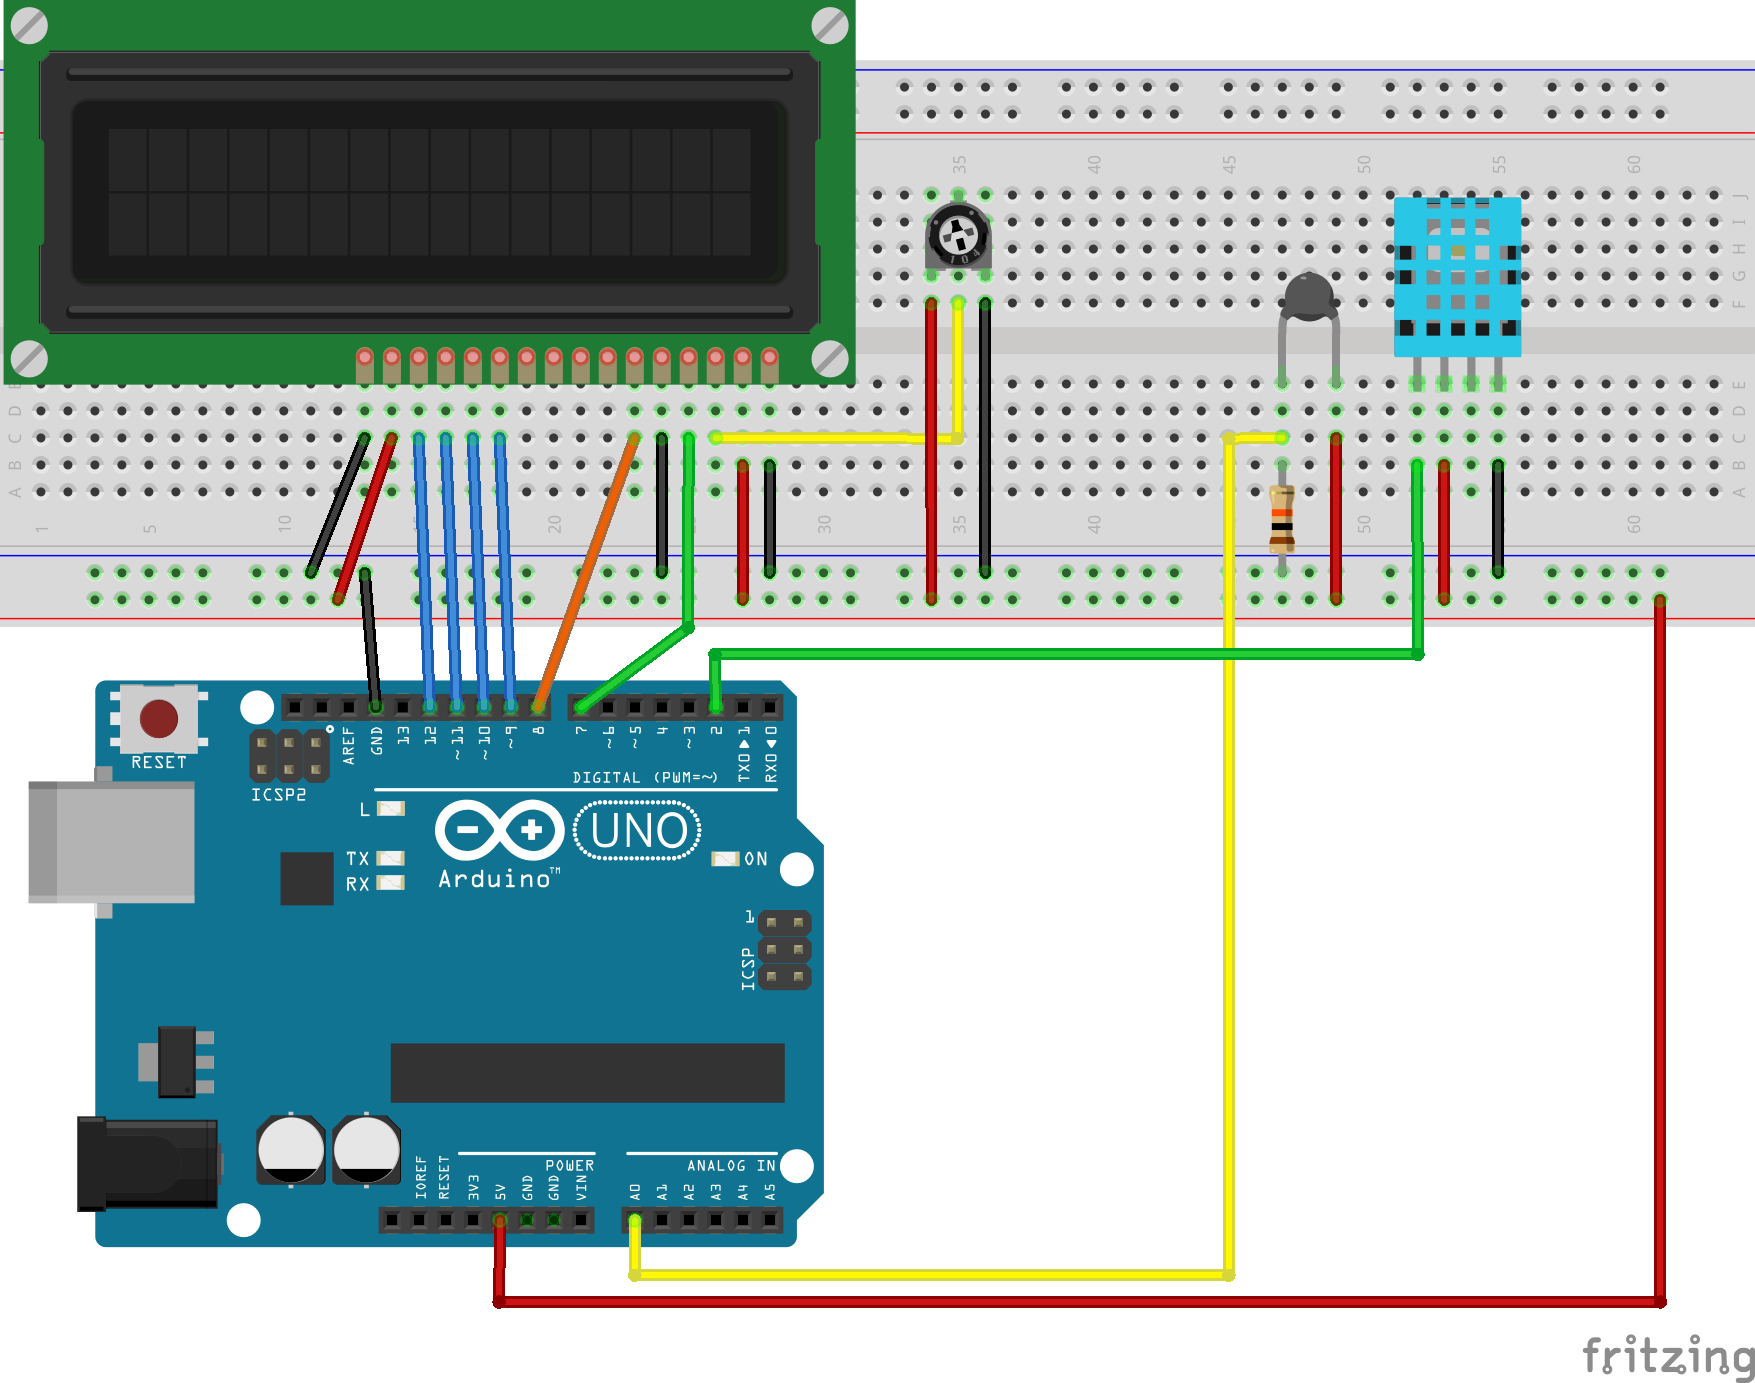 35 40 45 50 55 60
J
I
H
G
F
E
D
C
B
A
E
D
C
B
A
1 5 10 15 20 25 30 35 40 45 50 55 60
104
RESET
ICSP2
AREF
GND
13
12
~11
~10
~9
8
7
~6
~5
4
~3
2
TXO▶1
RXO◀0
DIGITAL (PWM=~)
L
TX
RX
UNO
Arduino™
ON
1
ICSP
IOREF
RESET
3V3
5V
GND
GND
VIN
POWER
ANALOG IN
A0
A1
A2
A3
A4
A5
fritzing